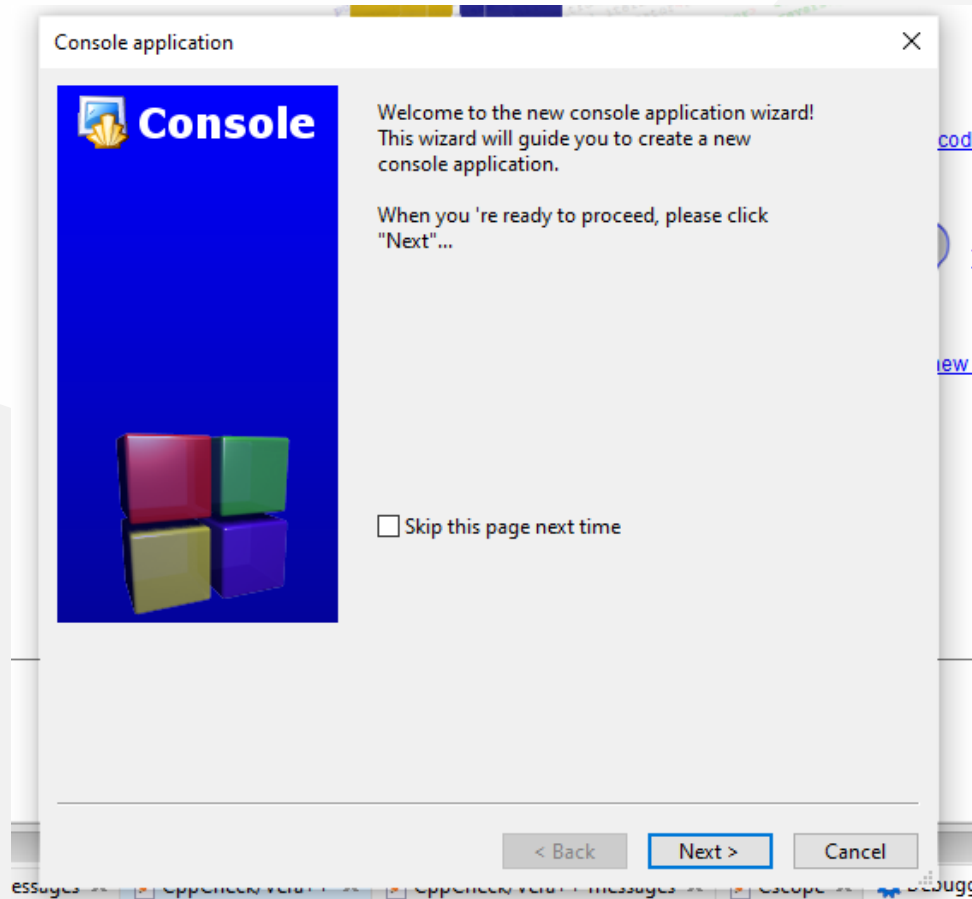 Console application
Console
Welcome to the new console application wizard!
This wizard will guide you to create a new
console application.
When you 're ready to proceed, please click
"Next"...
cod
Skip this page next time
< Back
Next >
Cancel